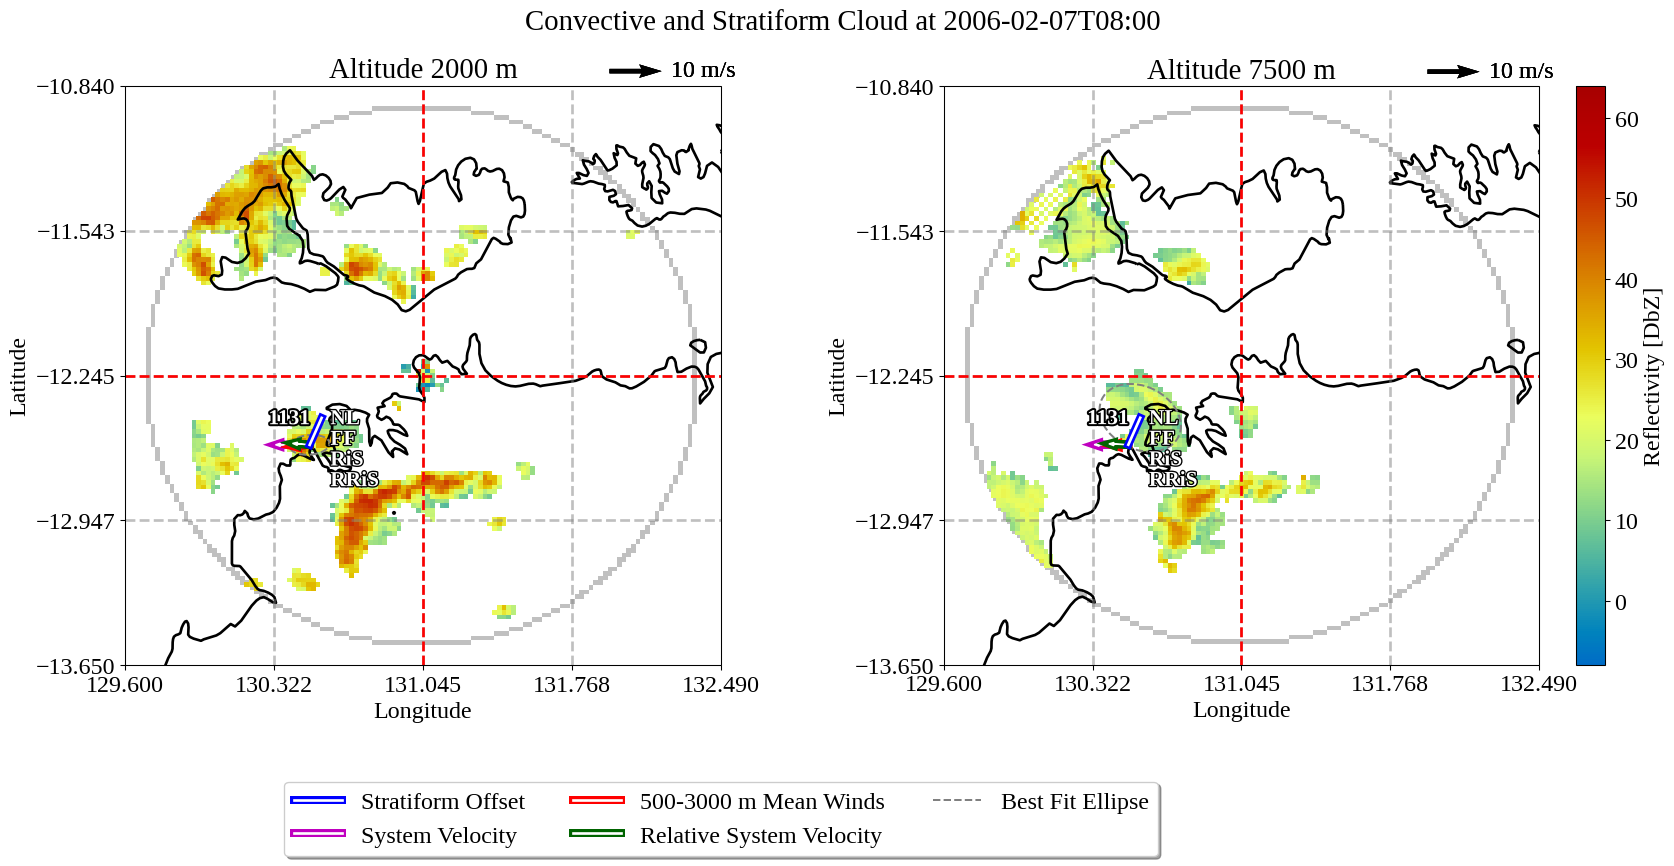 Convective and Stratiform Cloud at 2006-02-07T08:00
Altitude 2000 m
10 m/s
−10.840
−11.543
−12.245
−12.947
−13.650
Latitude
1131
NL
FF
RiS
RRiS
129.600
130.322
131.045
131.768
132.490
Longitude
Altitude 7500 m
10 m/s
−10.840
−11.543
−12.245
−12.947
−13.650
Latitude
1131
NL
FF
RiS
RRiS
129.600
130.322
131.045
131.768
132.490
Longitude
60
50
40
30
20
10
0
Reflectivity [DbZ]
Stratiform Offset
System Velocity
500-3000 m Mean Winds
Relative System Velocity
Best Fit Ellipse